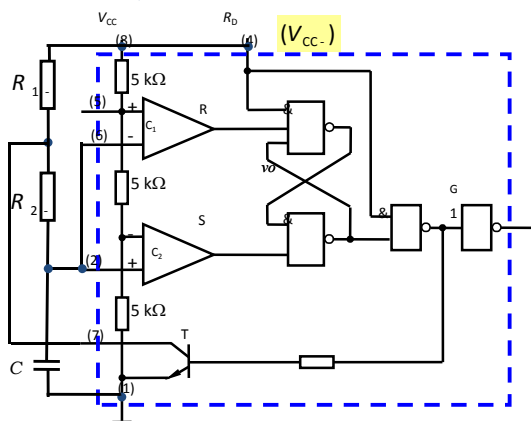 VCC RD
(8) (4) (VCC-)
R1- 5 kΩ
(5) + C1 R &
(6) -
R2- 5 kΩ vo G
S & & 1
- C2
(2) +
5 kΩ
(7) T
C
(1)